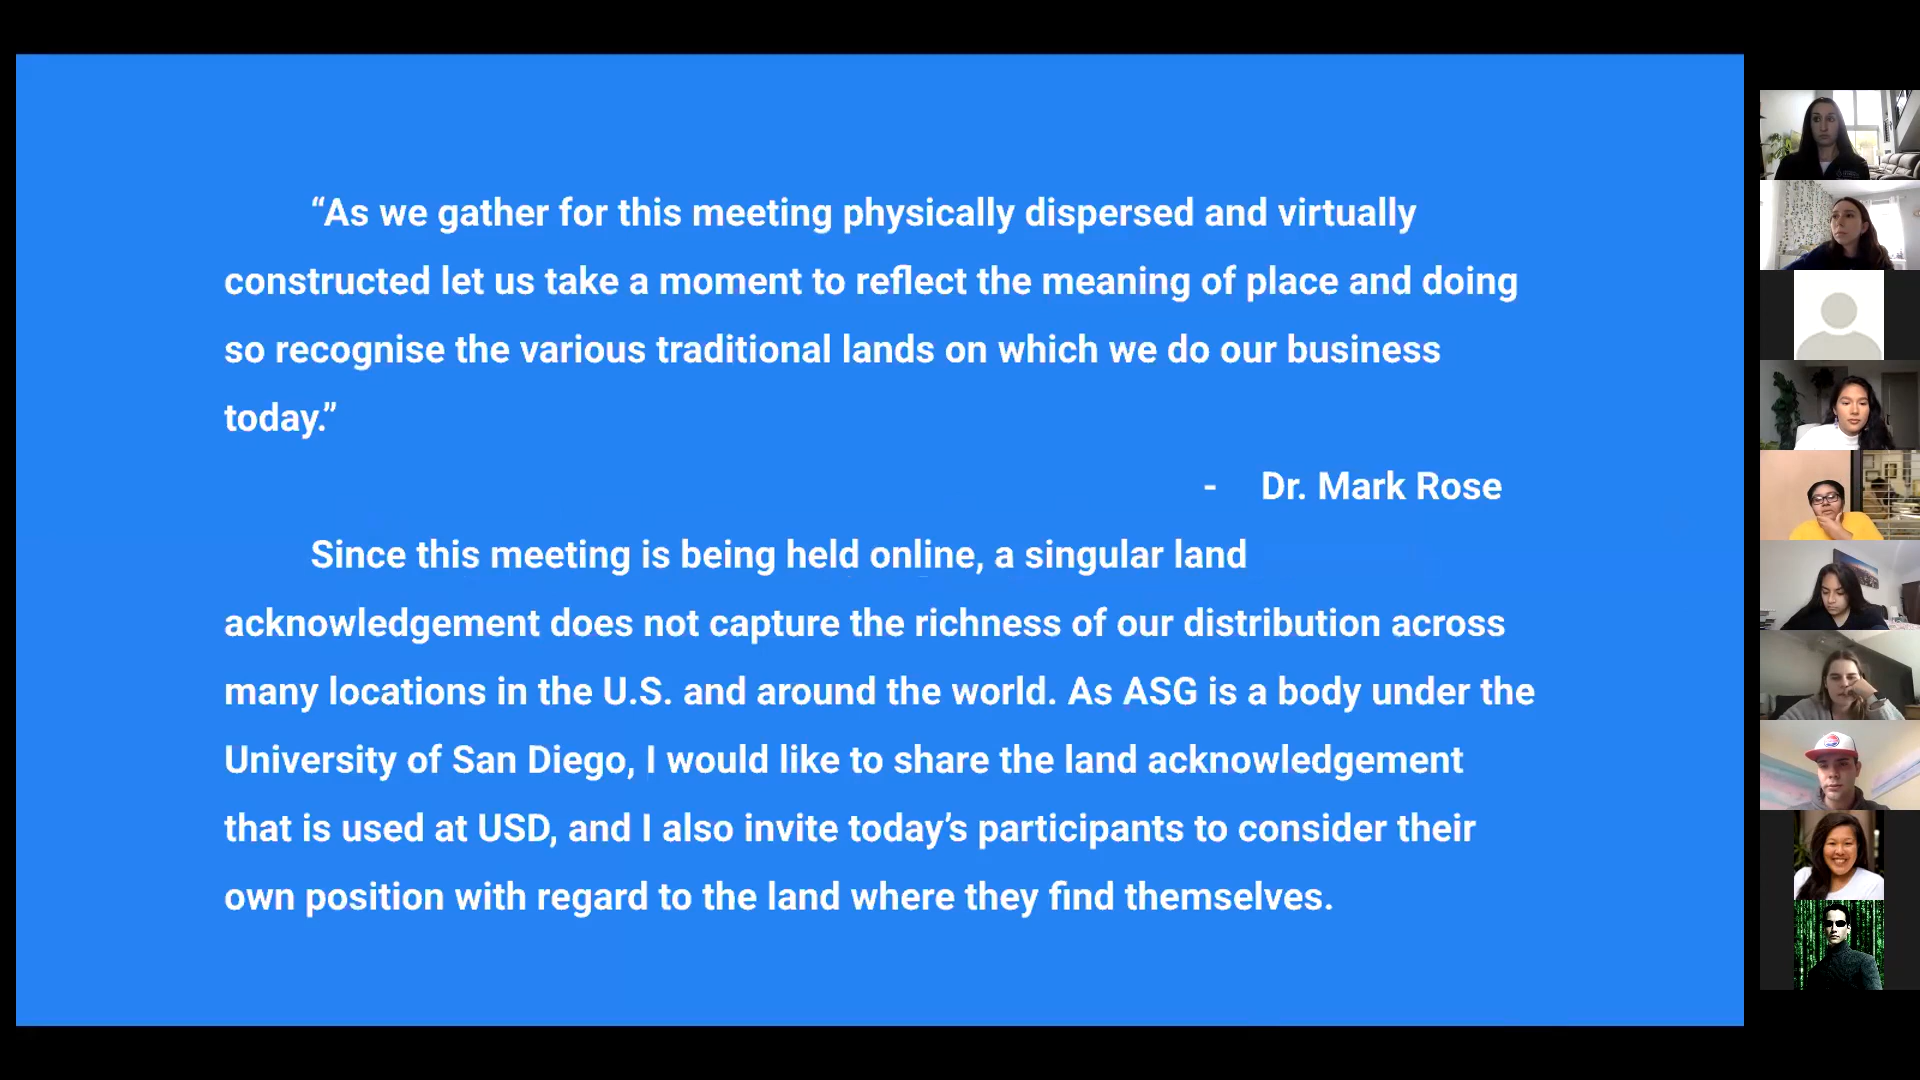 “As we gather for this meeting physically dispersed and virtually
constructed let us take a moment to reflect the meaning of place and doing
so recognise the various traditional lands on which we do our business
today.”
- Dr. Mark Rose
Since this meeting is being held online, a singular land
acknowledgement does not capture the richness of our distribution across
many locations in the U.S. and around the world. As ASG is a body under the
University of San Diego, I would like to share the land acknowledgement
that is used at USD, and I also invite today’s participants to consider their
own position with regard to the land where they find themselves.